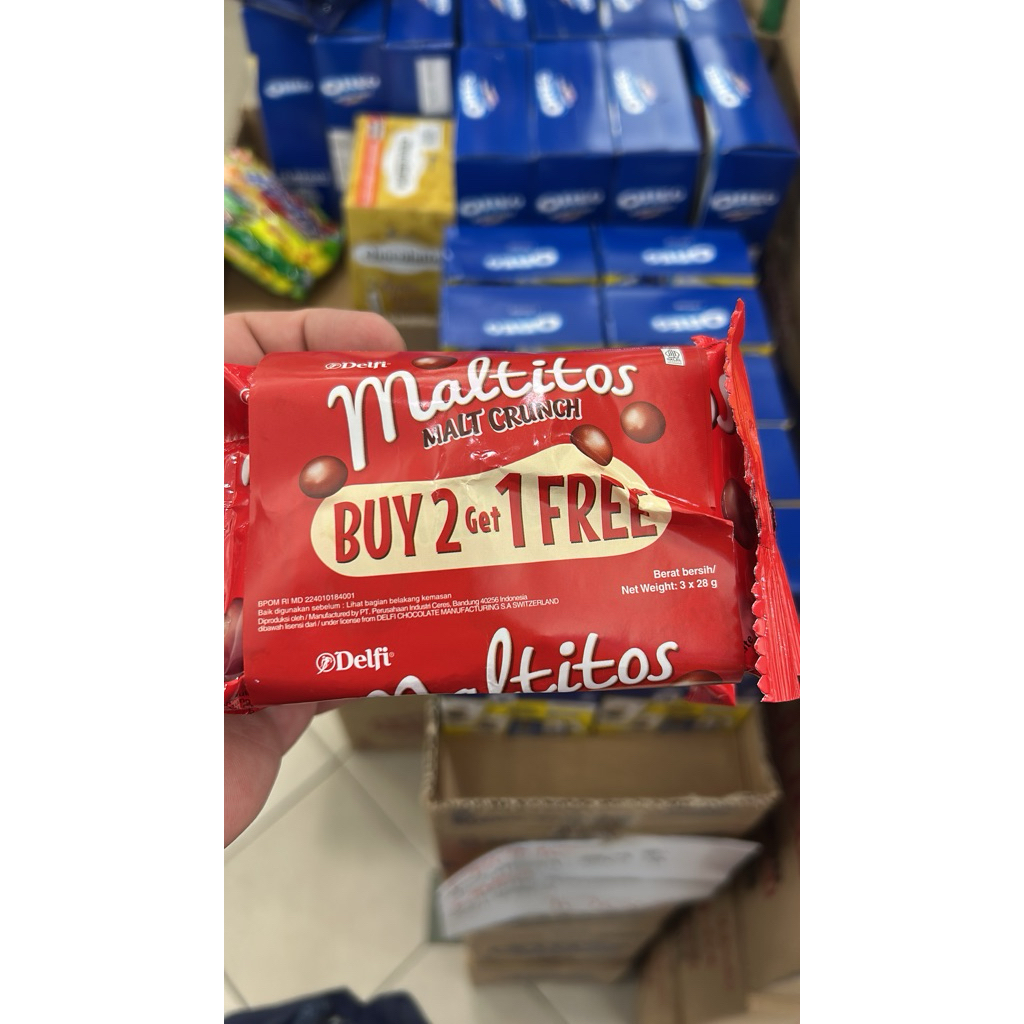 Delfi
Maltitos
MALT CRUNCH
BUY 2 Get 1 FREE
Berat bersih/
Net Weight: 3 x 28 g
BPOM RI MD 224010184001
Baik digunakan sebelum : Lihat bagian belakang kemasan
Diproduksi oleh / Manufactured by PT. Perusahaan Industri Ceres, Bandung 40256 Indonesia
dibawah lisensi dari / under license from DELFI CHOCOLATE MANUFACTURING S.A SWITZERLAND
Delfi®
Maltitos